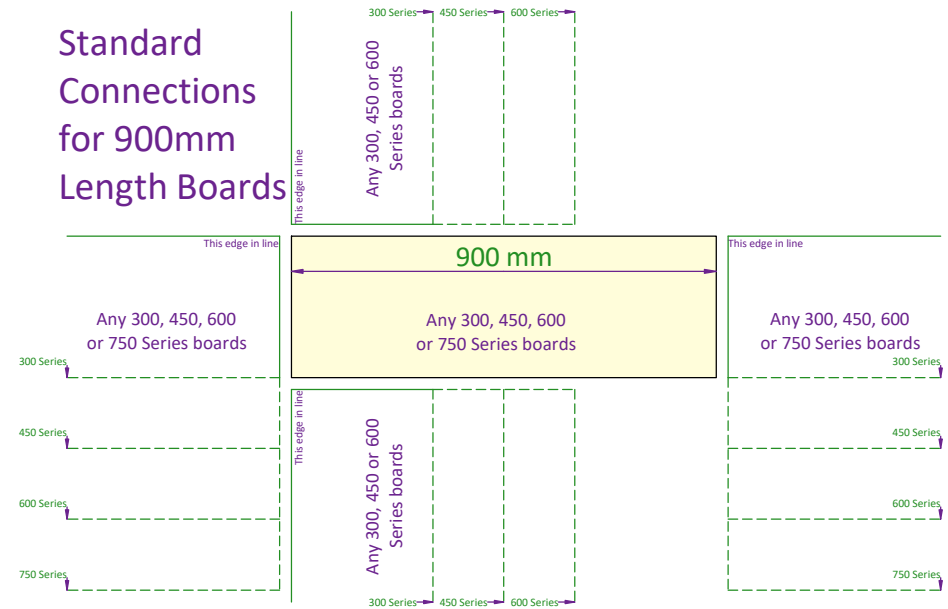 Standard
Connections
for 900mm
Length Boards
300 Series
450 Series
600 Series
This edge in line
Any 300, 450 or 600
Series boards
This edge in line
This edge in line
900 mm
Any 300, 450, 600
or 750 Series boards
Any 300, 450, 600
or 750 Series boards
Any 300, 450, 600
or 750 Series boards
300 Series
450 Series
600 Series
750 Series
300 Series
450 Series
600 Series
750 Series
This edge in line
Any 300, 450 or 600
Series boards
300 Series
450 Series
600 Series